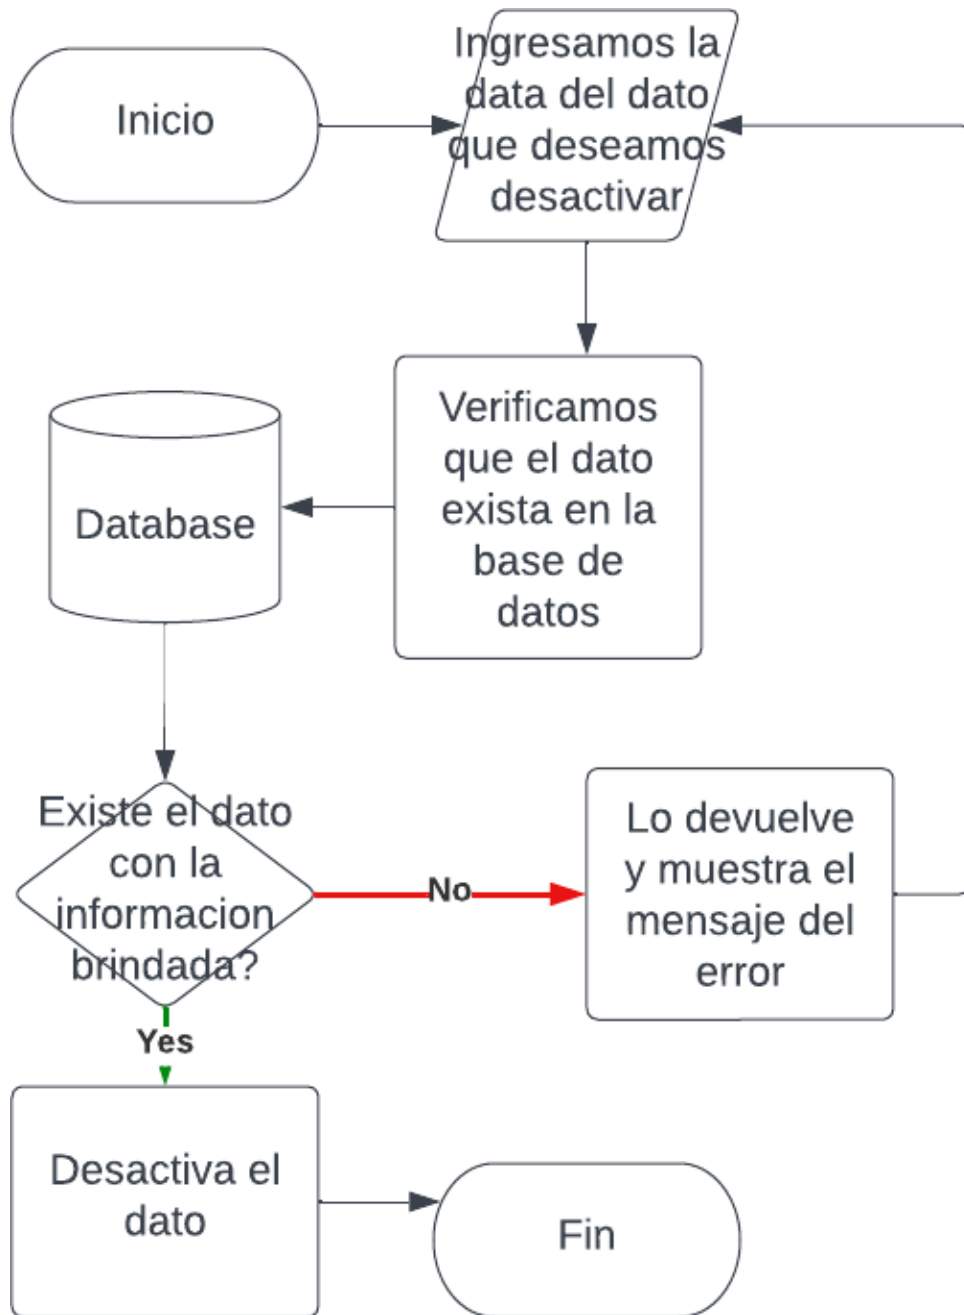 Inicio
Ingresamos la
data del dato
que deseamos
desactivar
Verificamos
que el dato
exista en la
base de
datos
Database
Existe el dato
con la
informacion
brindada?
No
Lo devuelve
y muestra el
mensaje del
error
Yes
Desactiva el
dato
Fin